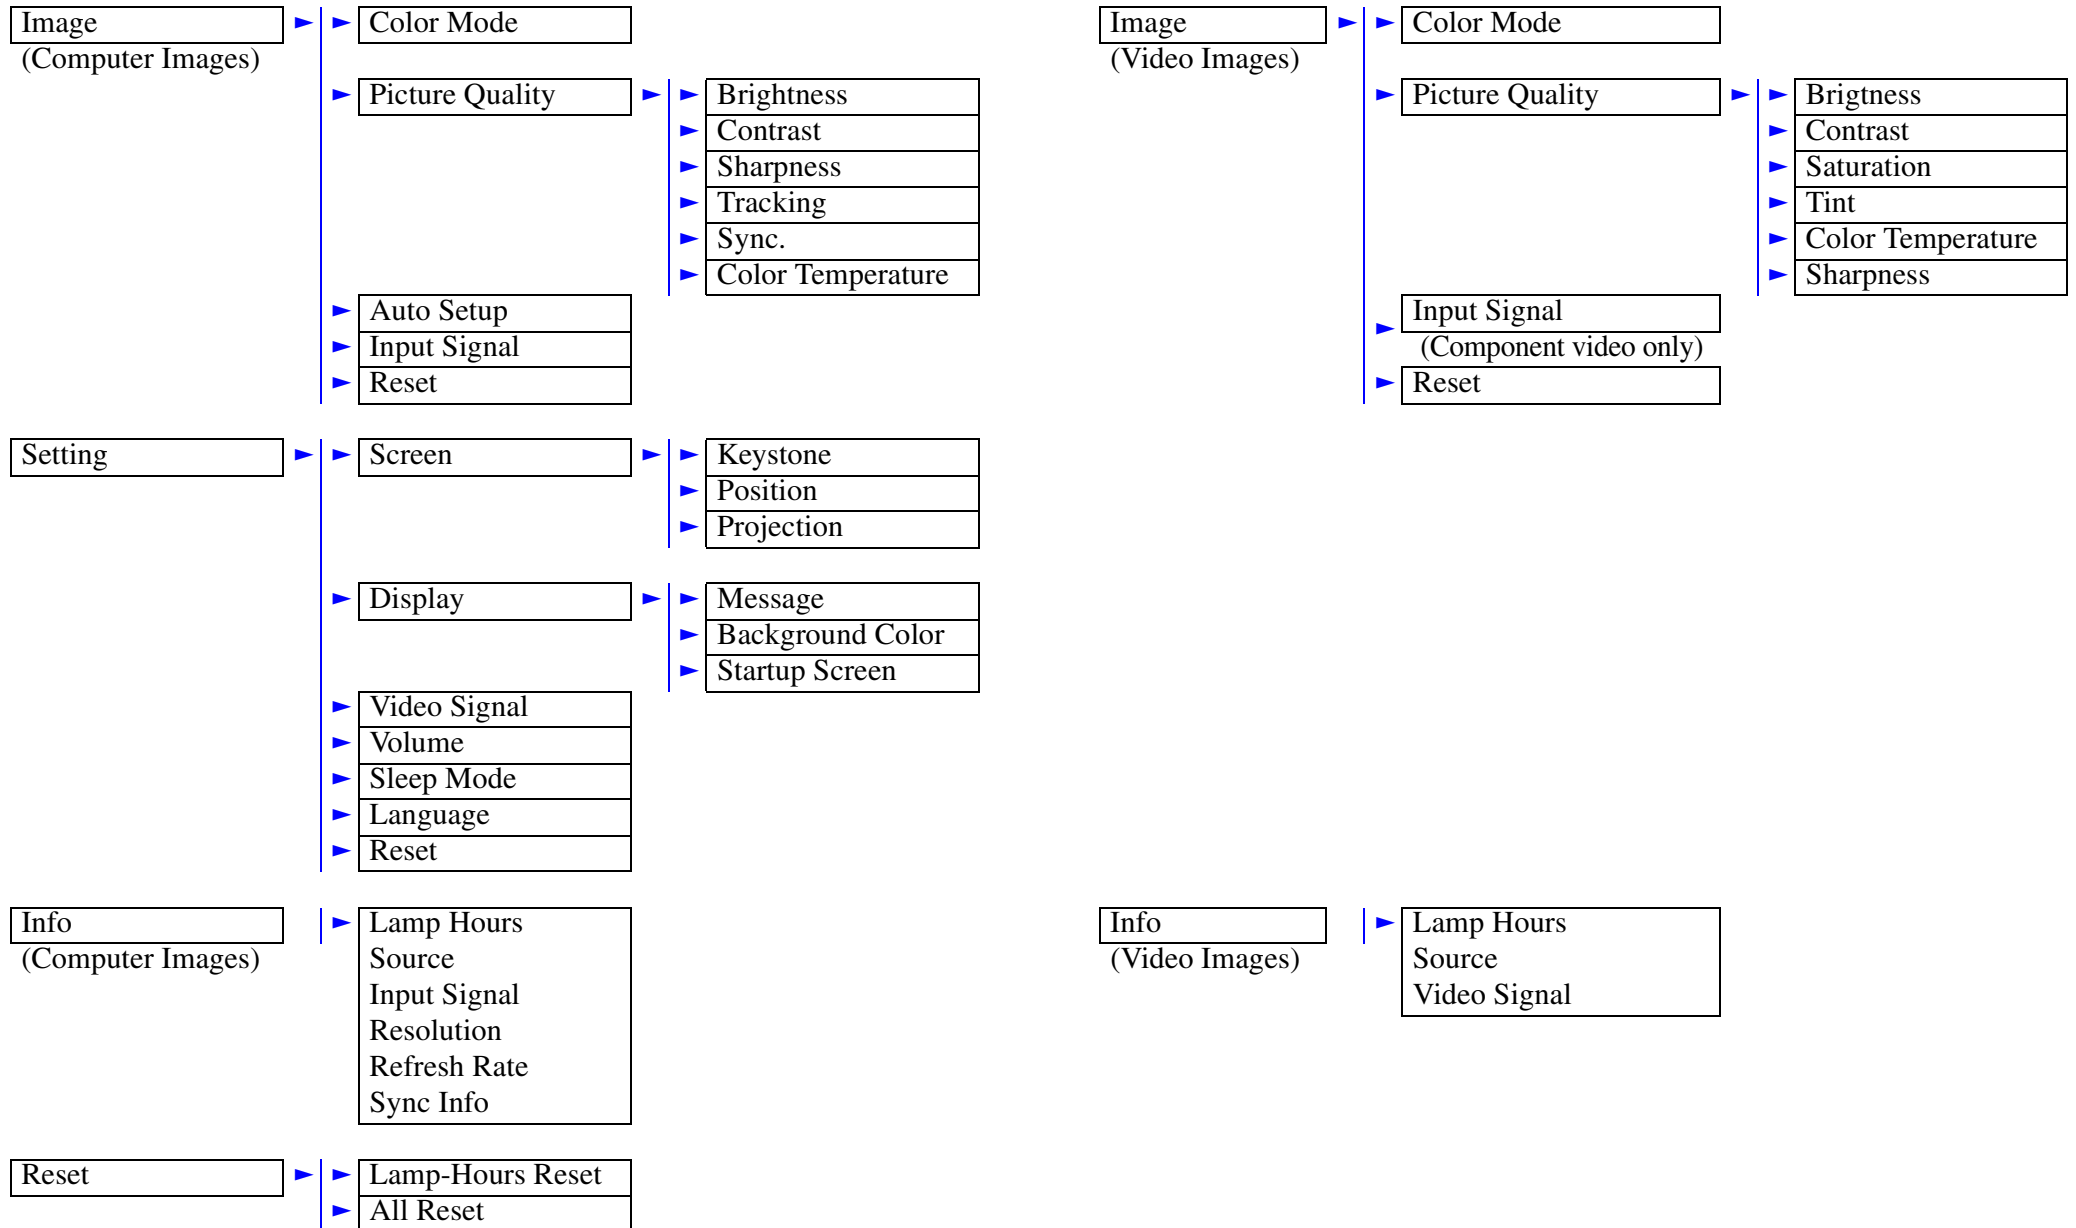 Image
(Computer Images)
Color Mode
Picture Quality
Brightness
Contrast
Sharpness
Tracking
Sync.
Color Temperature
Auto Setup
Input Signal
Reset
Image
(Video Images)
Color Mode
Picture Quality
Brigtness
Contrast
Saturation
Tint
Color Temperature
Sharpness
Input Signal
(Component video only)
Reset
Setting
Screen
Keystone
Position
Projection
Display
Message
Background Color
Startup Screen
Video Signal
Volume
Sleep Mode
Language
Reset
Info
(Computer Images)
Lamp Hours
Source
Input Signal
Resolution
Refresh Rate
Sync Info
Info
(Video Images)
Lamp Hours
Source
Video Signal
Reset
Lamp-Hours Reset
All Reset